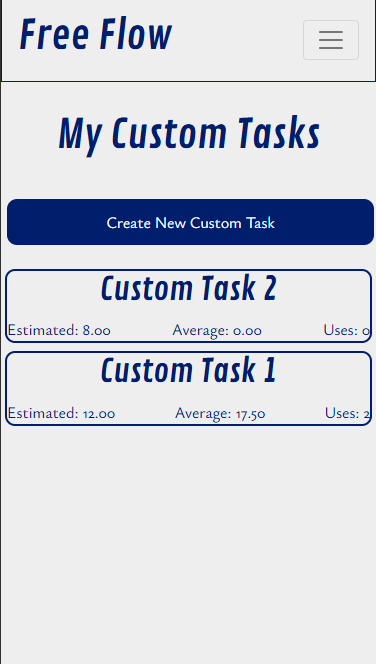 Free Flow
My Custom Tasks
Create New Custom Task
Custom Task 2
Estimated: 8.00 Average: 0.00 Uses: 0
Custom Task 1
Estimated: 12.00 Average: 17.50 Uses: 2